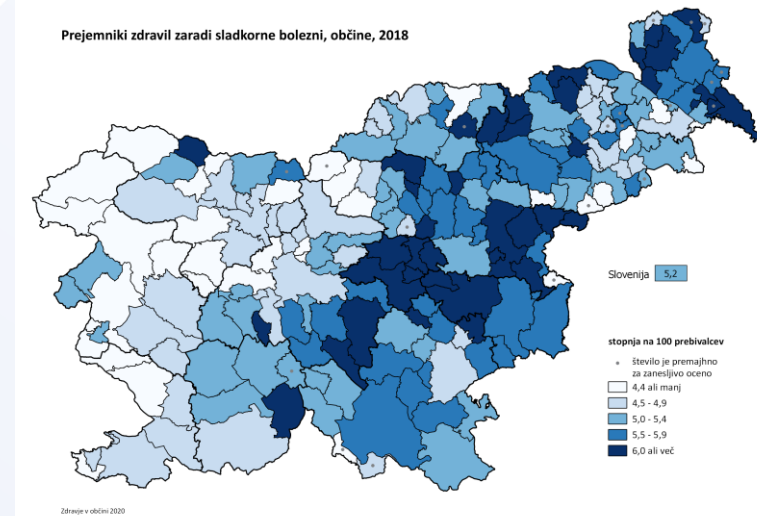 Prejemniki zdravil zaradi sladkorne bolezni, občine, 2018
Slovenija 5,2
stopnja na 100 prebivalcev
število je premajhno
za zanesljivo oceno
4,4 ali manj
4,5 - 4,9
5,0 - 5,4
5,5 - 5,9
6,0 ali več
Zdravje v občini 2020